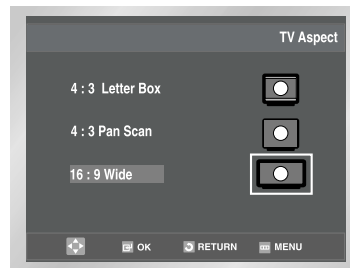 TV Aspect
4 : 3 Letter Box
4 : 3 Pan Scan
16 : 9 Wide
OK RETURN MENU